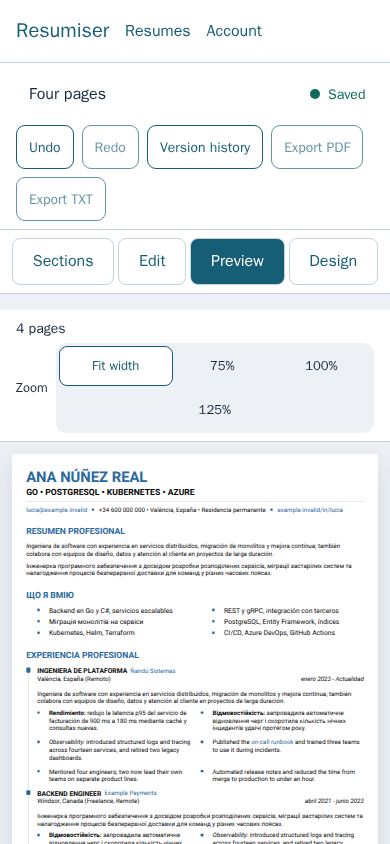 Resumiser Resumes Account
Four pages
Saved
Undo Redo Version history Export PDF
Export TXT
Sections Edit Preview Design
4 pages
Zoom
Fit width 75% 100%
125%
ANA NÚÑEZ REAL
GO • POSTGRESQL • KUBERNETES • AZURE
lucia@example.invalid • +34 600 000 000 • València, España • Residencia permanente • example.invalid/in/lucia
RESUMEN PROFESIONAL
Ingeniera de software con experiencia en servicios distribuidos, migración de monolitos y mejora continua; también
colabora con equipos de diseño, datos y atención al cliente en proyectos de larga duración.
Інженерка програмного забезпечення з досвідом розробки розподілених сервісів, міграції застарілих систем та
налагодження процесів безперервної доставки для команд у різних часових поясах.
ЩО Я ВМІЮ
• Backend en Go y C#, servicios escalables
• Міграція монолітів на сервіси
• Kubernetes, Helm, Terraform
• REST y gRPC, integración con terceros
• PostgreSQL, Entity Framework, índices
• CI/CD, Azure DevOps, GitHub Actions
EXPERIENCIA PROFESIONAL
INGENIERA DE PLATAFORMA Ñandú Sistemas
València, España (Remoto) enero 2023 - Actualidad
Ingeniera de software con experiencia en servicios distribuidos, migración de monolitos y mejora continua; también
colabora con equipos de diseño, datos y atención al cliente en proyectos de larga duración.
• Rendimiento: redujo la latencia p95 del servicio de
facturación de 900 ms a 180 ms mediante caché y
consultas nuevas.
• Відмовостійкість: запровадила автоматичне
відновлення черг і скоротила кількість нічних
інцидентів удвічі протягом року.
• Observability: introduced structured logs and tracing
across fourteen services, and retired two legacy
dashboards.
• Published the on-call runbook and trained three teams
to use it during incidents.
• Mentored four engineers; two now lead their own
teams on separate product lines.
• Automated release notes and reduced the time from
merge to production to under an hour.
BACKEND ENGINEER Example Payments
Windsor, Canada (Freelance, Remoto) abril 2021 - junio 2023
Інженерка програмного забезпечення з досвідом розробки розподілених сервісів, міграції застарілих систем та
налагодження процесів безперервної доставки для команд у різних часових поясах.
• Відмовостійкість: запровадила автоматичне
• Observability: introduced structured logs and tracing